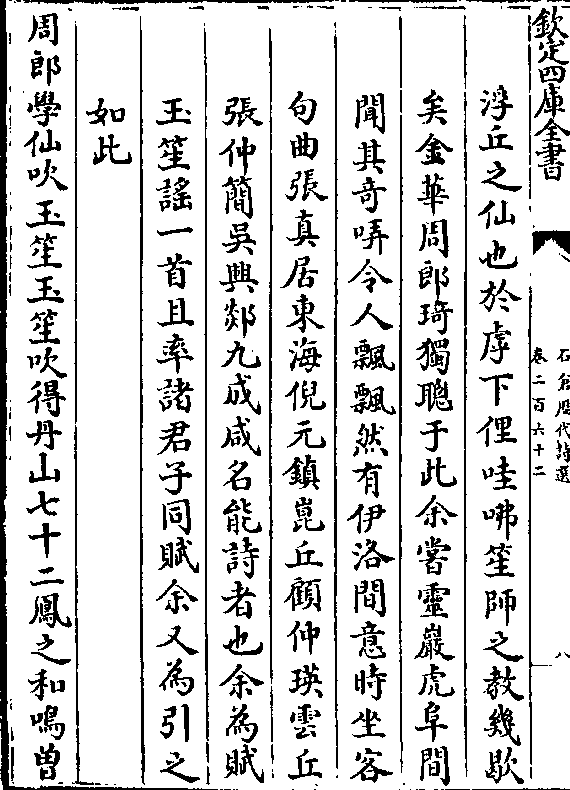 欽定四庫全書
石倉歷代詩選
卷二百六十二
八
浮丘之仙也於虖下俚哇咈笙師之教幾歇
矣金華周郎琦獨聰于此余嘗靈巖虎阜間
聞其奇哢令人飄飄然有伊洛間意時坐客
句曲張真居東海倪元鎮崑丘顧仲瑛雲丘
張仲簡吳興郯九成咸名能詩者也余為賦
玉笙謠一首且率諸君子同賦余又為引之
如此
周郎學仙吹玉笙玉笙吹得丹山七十二鳳之和鳴曾